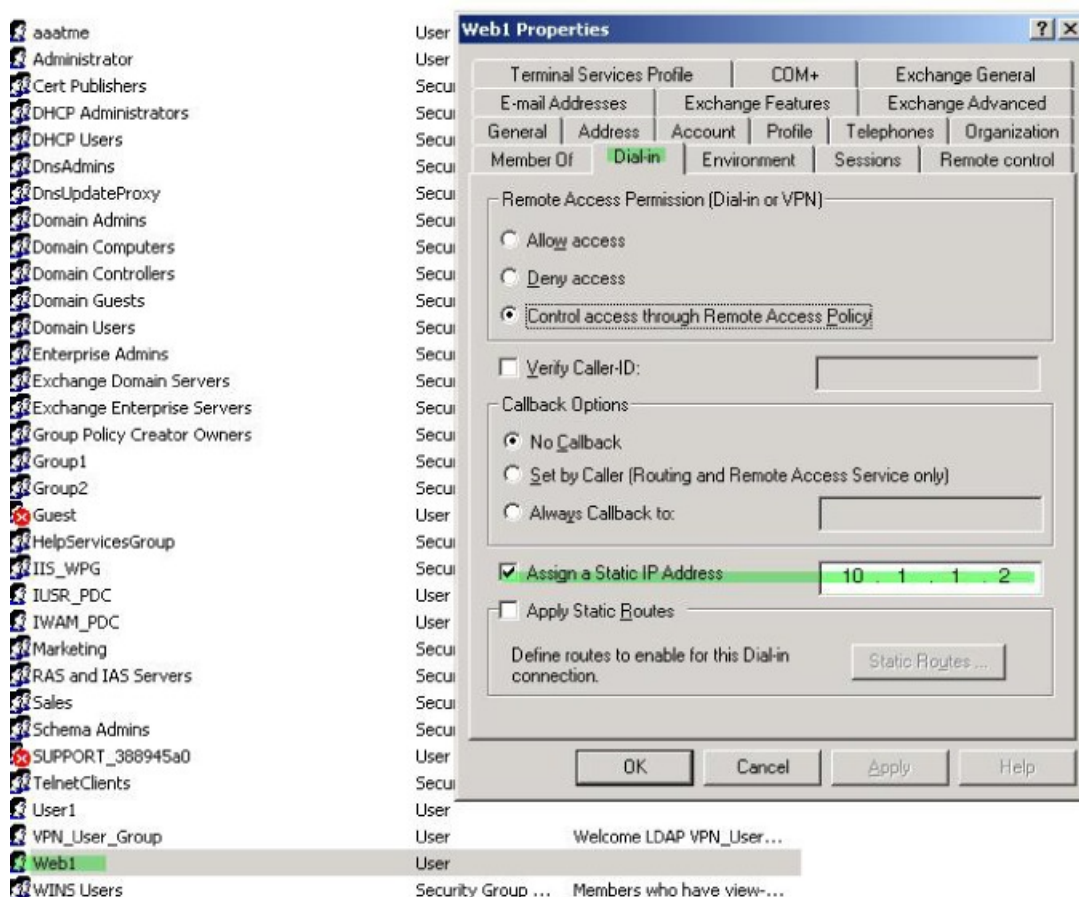 aaatme User
Administrator User
Cert Publishers Secu
DHCP Administrators Secu
DHCP Users Secu
DnsAdmins Secu
DnsUpdateProxy Secu
Domain Admins Secu
Domain Computers Secu
Domain Controllers Secu
Domain Guests Secu
Domain Users Secu
Enterprise Admins Secu
Exchange Domain Servers Secu
Exchange Enterprise Servers Secu
Group Policy Creator Owners Secu
Group1 Secu
Group2 Secu
Guest User
HelpServicesGroup Secu
IIS_WPG Secu
IUSR_PDC User
IWAM_PDC User
Marketing Secu
RAS and IAS Servers Secu
Sales Secu
Schema Admins Secu
SUPPORT_388945a0 User
TelnetClients Secu
User1 User
VPN_User_Group User Welcome LDAP VPN_User...
Web1 User
WINS Users Security Group ... Members who have view-...
Web1 Properties
Terminal Services Profile COM+ Exchange General
E-mail Addresses Exchange Features Exchange Advanced
General Address Account Profile Telephones Organization
Member Of Dial-in Environment Sessions Remote control
Remote Access Permission (Dial-in or VPN)
Allow access
Deny access
Control access through Remote Access Policy
Verify Caller-ID:
Callback Options
No Callback
Set by Caller (Routing and Remote Access Service only)
Always Callback to:
Assign a Static IP Address 10 . 1 . 1 . 2
Apply Static Routes
Define routes to enable for this Dial-in
connection.
Static Routes ...
OK Cancel Apply Help